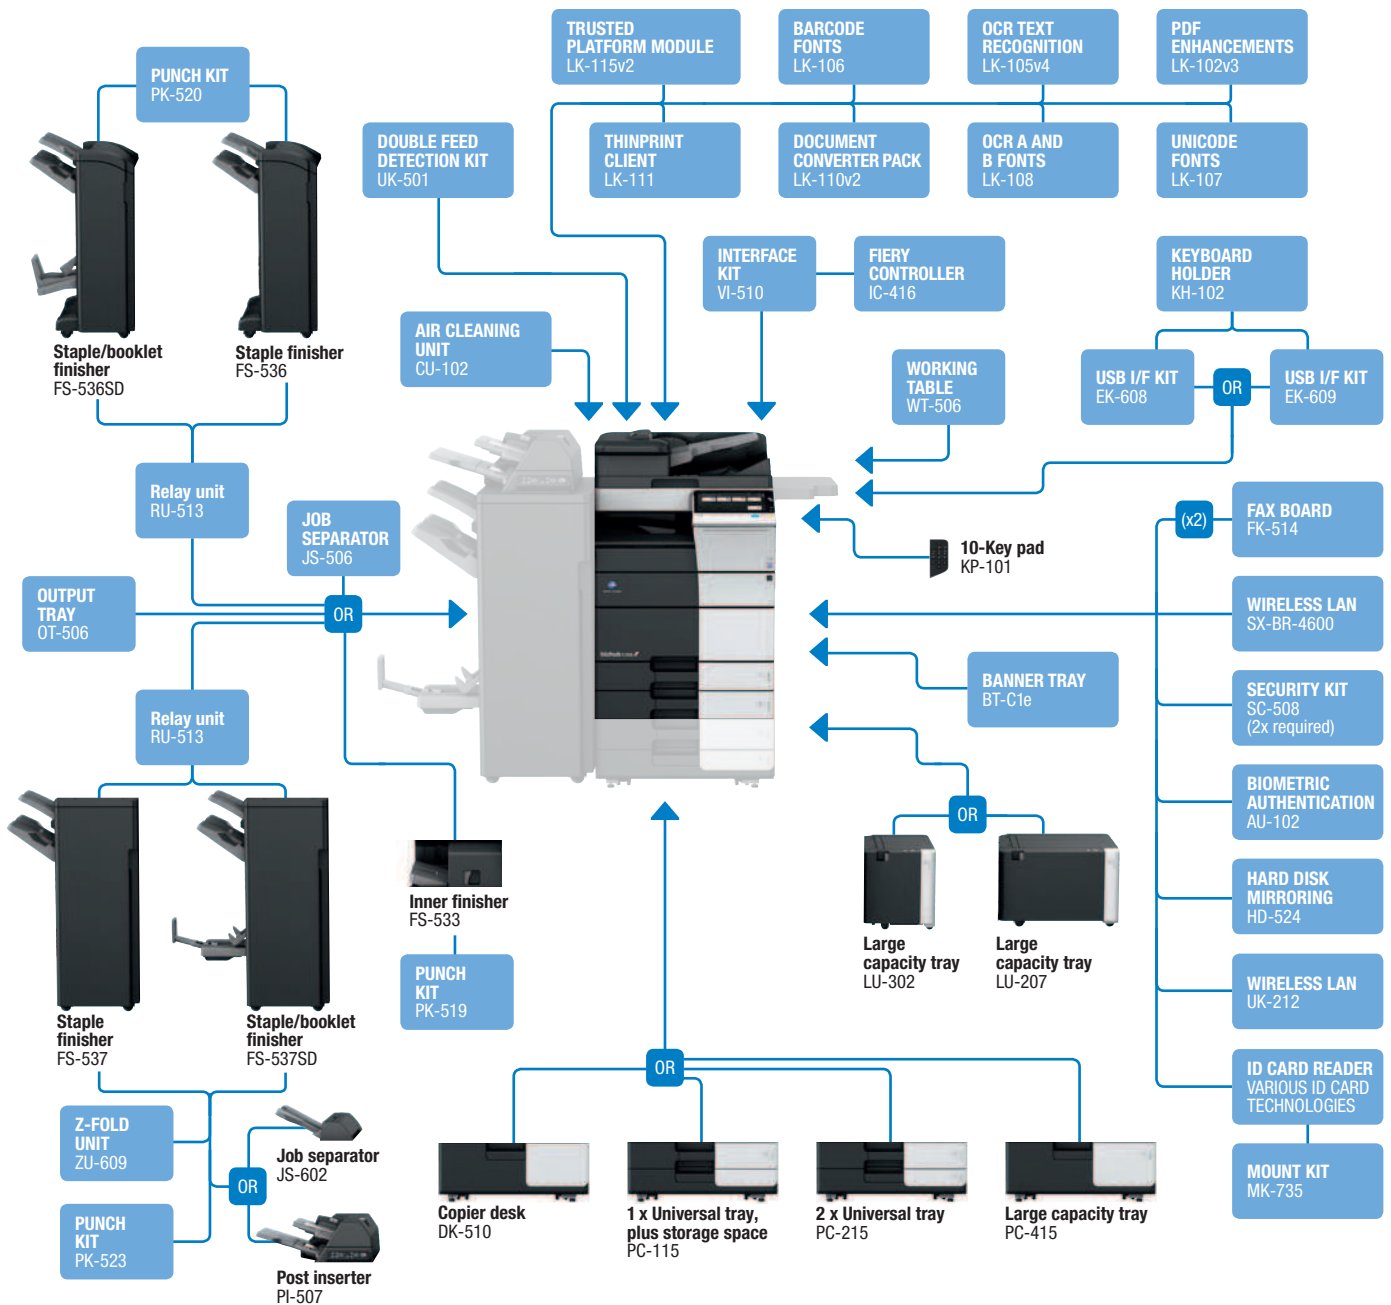 TRUSTED
PLATFORM MODULE
LK-115v2
BARCODE
FONTS
LK-106
OCR TEXT
RECOGNITION
LK-105v4
PDF
ENHANCEMENTS
LK-102v3
PUNCH KIT
PK-520
DOUBLE FEED
DETECTION KIT
UK-501
THINPRINT
CLIENT
LK-111
DOCUMENT
CONVERTER PACK
LK-110v2
OCR A AND
B FONTS
LK-108
UNICODE
FONTS
LK-107
INTERFACE
KIT
VI-510
FIERY
CONTROLLER
IC-416
KEYBOARD
HOLDER
KH-102
AIR CLEANING
UNIT
CU-102
Staple/booklet
finisher
FS-536SD
Staple finisher
FS-536
WORKING
TABLE
WT-506
USB I/F KIT
EK-608
OR
USB I/F KIT
EK-609
Relay unit
RU-513
JOB
SEPARATOR
JS-506
(x2)
FAX BOARD
FK-514
10-Key pad
KP-101
OUTPUT
TRAY
OT-506
OR
WIRELESS LAN
SX-BR-4600
BANNER TRAY
BT-C1e
SECURITY KIT
SC-508
(2x required)
Relay unit
RU-513
BIOMETRIC
AUTHENTICATION
AU-102
OR
HARD DISK
MIRRORING
HD-524
Inner finisher
FS-533
Large
capacity tray
LU-302
Large
capacity tray
LU-207
PUNCH
KIT
PK-519
WIRELESS LAN
UK-212
Staple
finisher
FS-537
Staple/booklet
finisher
FS-537SD
OR
ID CARD READER
VARIOUS ID CARD
TECHNOLOGIES
Z-FOLD
UNIT
ZU-609
Job separator
JS-602
OR
MOUNT KIT
MK-735
PUNCH
KIT
PK-523
Post inserter
PI-507
Copier desk
DK-510
1 x Universal tray,
plus storage space
PC-115
2 x Universal tray
PC-215
Large capacity tray
PC-415